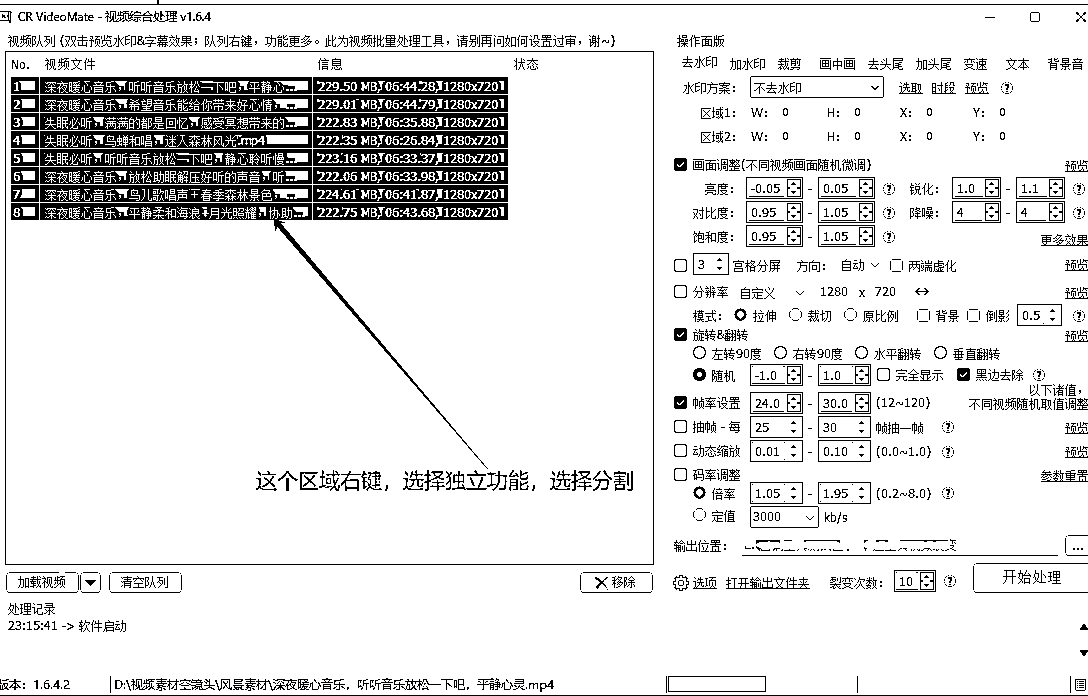 CR VideoMate - 视频综合处理 v1.6.4
视频队列 {双击预览水印&字幕效果；队列右键，功能更多。此为视频批量处理工具，请别再问如何设置过审，谢~}
No. 视频文件 信息 状态
1 深夜暖心音乐 听听音乐放松一下吧 平静心... 229.50 MB 06:44.28 1280x720
2 深夜暖心音乐 希望音乐能给你带来好心情 ... 229.01 MB 06:44.79 1280x720
3 失眠必听 满满的都是回忆 感受冥想带来的... 222.83 MB 06:35.88 1280x720
4 失眠必听 鸟蝉和唱 迷人森林风光 mp4 222.35 MB 06:26.84 1280x720
5 失眠必听 听听音乐放松一下吧 静心聆听慢... 223.16 MB 06:33.37 1280x720
6 深夜暖心音乐 放松助眠解压好听的声音 听... 222.06 MB 06:33.98 1280x720
7 深夜暖心音乐 鸟儿歌唱声 春季森林景色 ... 224.61 MB 06:41.87 1280x720
8 深夜暖心音乐 平静柔和海浪 月光照耀 协助... 222.75 MB 06:43.68 1280x720
这个区域右键，选择独立功能，选择分割
加载视频 清空队列 移除
处理记录
23:15:41 -> 软件启动
操作面版
去水印 加水印 裁剪 画中画 去头尾 加头尾 变速 文本 背景音
水印方案： 不去水印 选取 时段 预览 ?
区域1： W: 0 H: 0 X: 0 Y: 0
区域2： W: 0 H: 0 X: 0 Y: 0
画面调整{不同视频画面随机微调} 预览
亮度： -0.05 - 0.05 ? 锐化： 1.0 - 1.1 ?
对比度： 0.95 - 1.05 ? 降噪： 4 - 4 ?
饱和度： 0.95 - 1.05 ? 更多效果
3 宫格分屏 方向： 自动 两端虚化 预览
分辨率 自定义 1280 x 720 预览
模式： 拉伸 裁切 原比例 背景 倒影 0.5 ?
旋转&翻转 预览
左转90度 右转90度 水平翻转 垂直翻转
随机 -1.0 - 1.0 完全显示 黑边去除 ?
以下诸值，
帧率设置 24.0 - 30.0 (12~120) 不同视频随机取值调整
抽帧 - 每 25 - 30 帧抽一帧 ? 预览
动态缩放 0.01 - 0.10 (0.0~1.0) ? 预览
码率调整 参数重置
倍率 1.05 - 1.95 (0.2~8.0) ?
定值 3000 kb/s
输出位置： ...
选项 打开输出文件夹 裂变次数： 10 ? 开始处理
版本： 1.6.4.2 D:\视频素材空镜头\风景素材\深夜暖心音乐，听听音乐放松一下吧，平静心灵.mp4